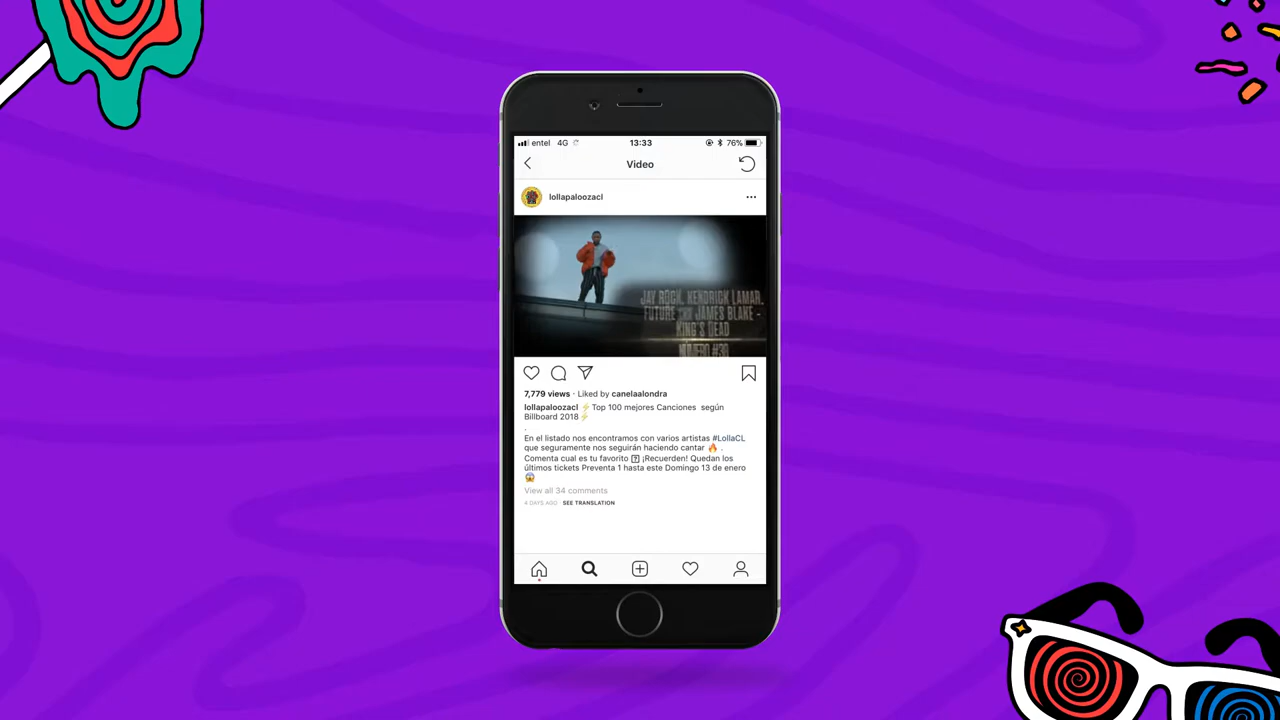 entel 4G 13:33 76%
Video
lollapaloozacl
JAY ROCK, KENDRICK LAMAR,
FUTURE AND JAMES BLAKE -
KING'S DEAD
NÚMERO #39
7,779 views · Liked by canelaalondra
lollapaloozacl ⚡Top 100 mejores Canciones según
Billboard 2018⚡
.
En el listado nos encontramos con varios artistas #LollaCL
que seguramente nos seguirán haciendo cantar 🔥 .
Comenta cual es tu favorito ⍰ ¡Recuerden! Quedan los
últimos tickets Preventa 1 hasta este Domingo 13 de enero
😱
View all 34 comments
4 DAYS AGO SEE TRANSLATION